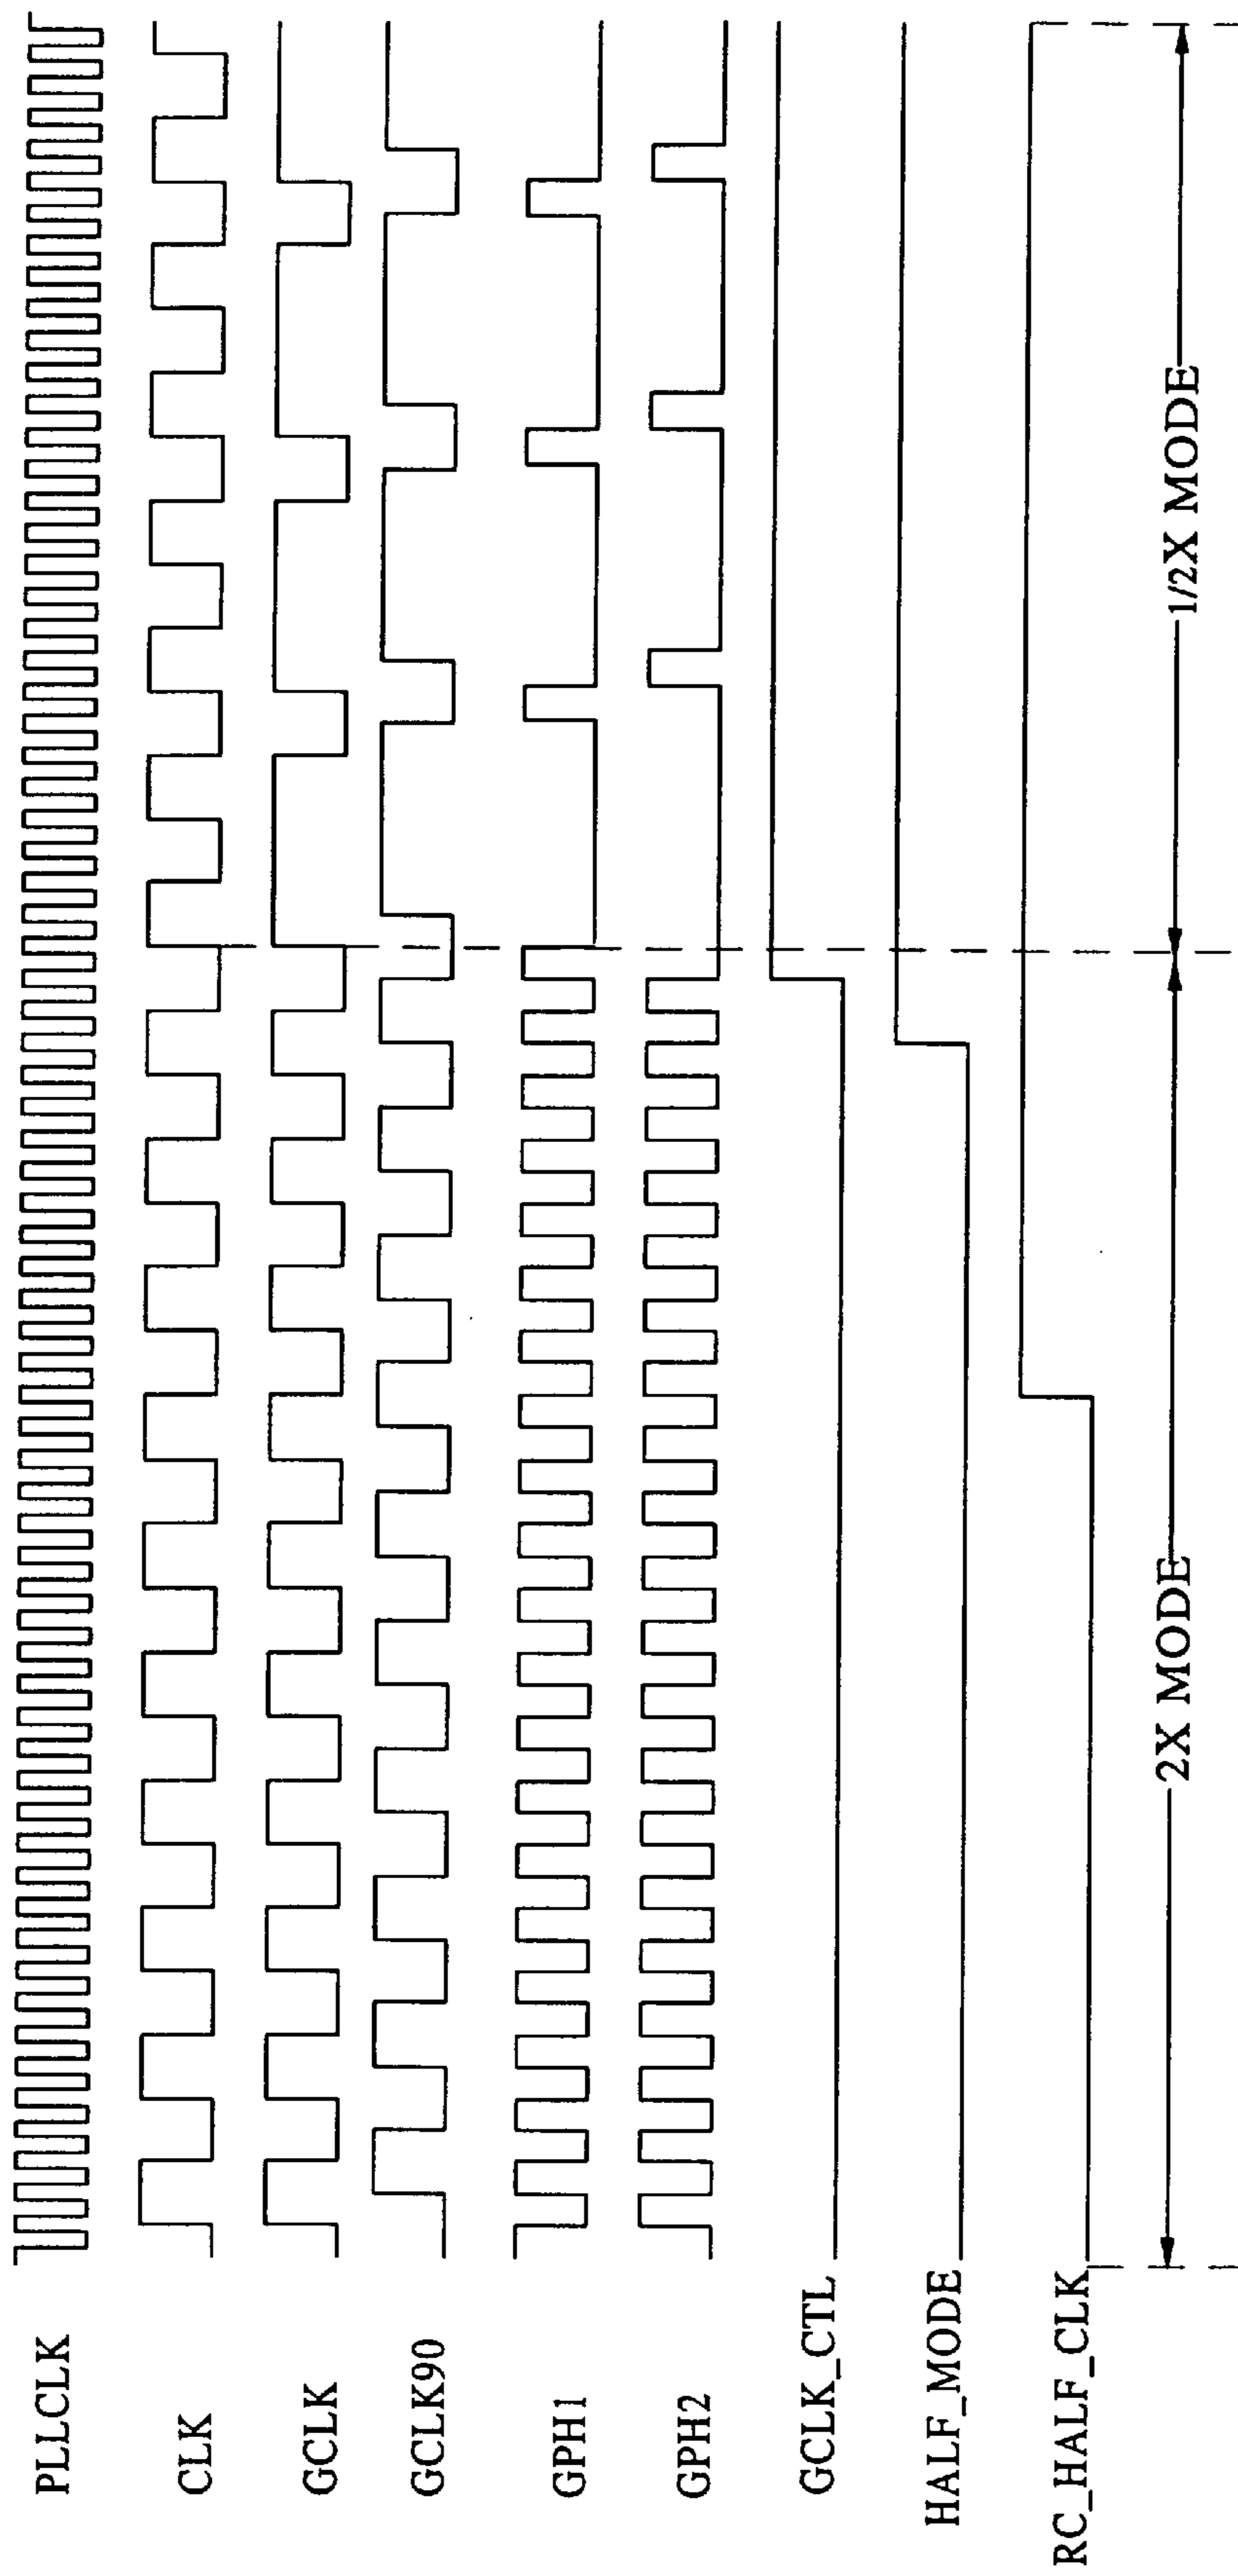 PLLCLK
CLK
GCLK
GCLK90
GPH1
GPH2
GCLK_CTL
HALF_MODE
RC_HALF_CLK
2X MODE
1/2X MODE